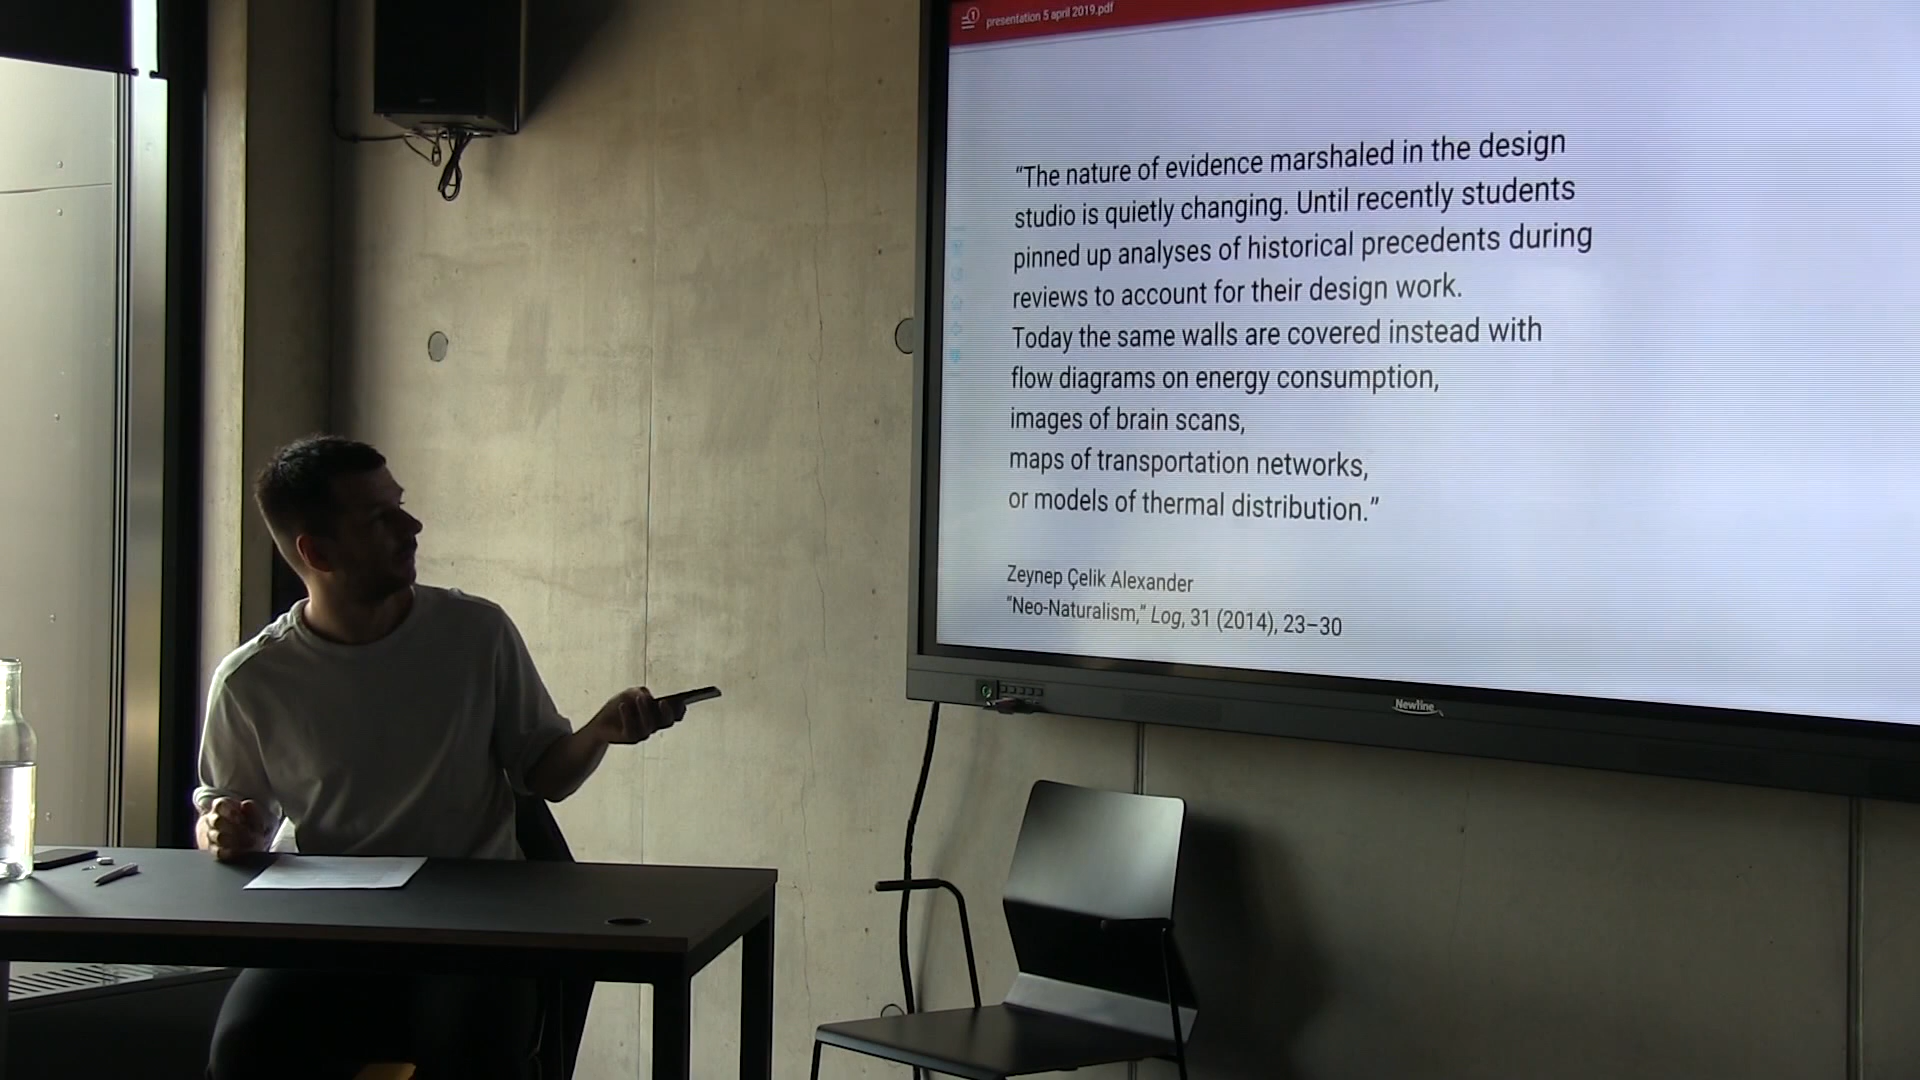 presentation 5 april 2019.pdf
“The nature of evidence marshaled in the design
studio is quietly changing. Until recently students
pinned up analyses of historical precedents during
reviews to account for their design work.
Today the same walls are covered instead with
flow diagrams on energy consumption,
images of brain scans,
maps of transportation networks,
or models of thermal distribution.”
Zeynep Çelik Alexander
“Neo-Naturalism,” Log, 31 (2014), 23–30
Newline